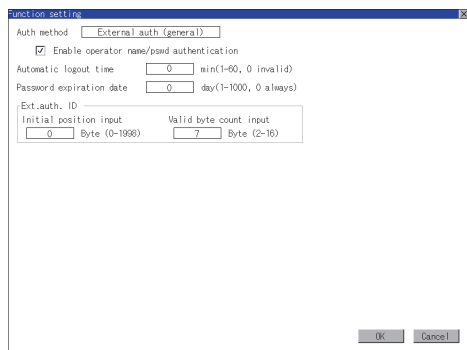 Function setting
Auth method External auth (general)
Enable operator name/pswd authentication
Automatic logout time 0 min(1-60, 0 invalid)
Password expiration date 0 day(1-1000, 0 always)
Ext.auth. ID
Initial position input Valid byte count input
0 Byte (0-1998) 7 Byte (2-16)
OK Cancel